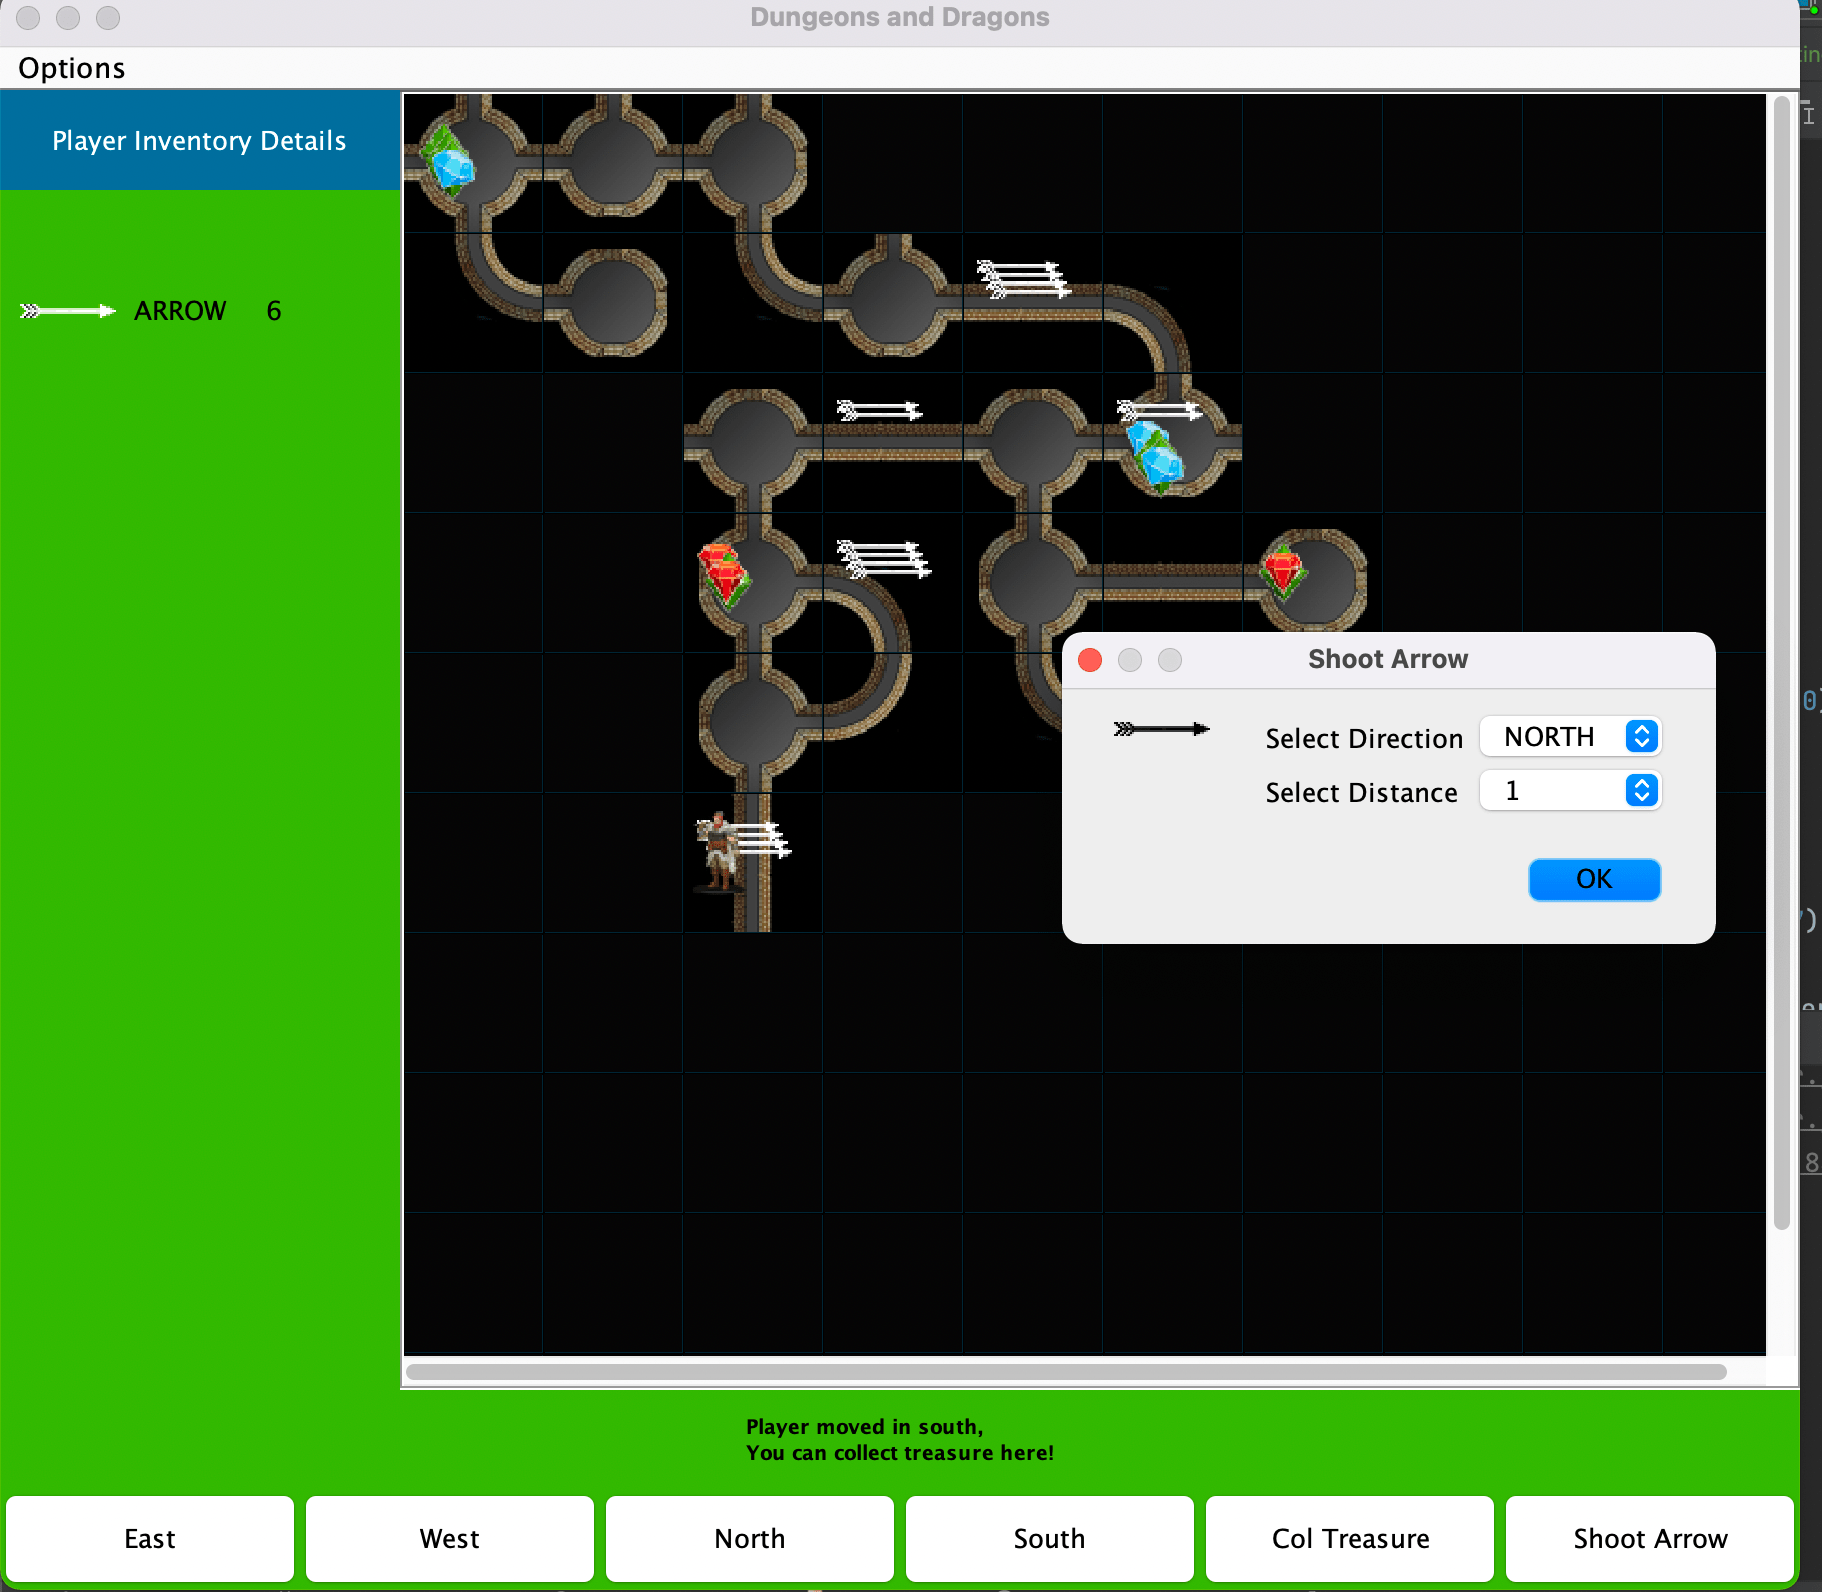 Dungeons and Dragons
Options
Player Inventory Details
ARROW 6
Shoot Arrow
Select Direction NORTH
Select Distance 1
OK
Player moved in south,
You can collect treasure here!
East West North South Col Treasure Shoot Arrow